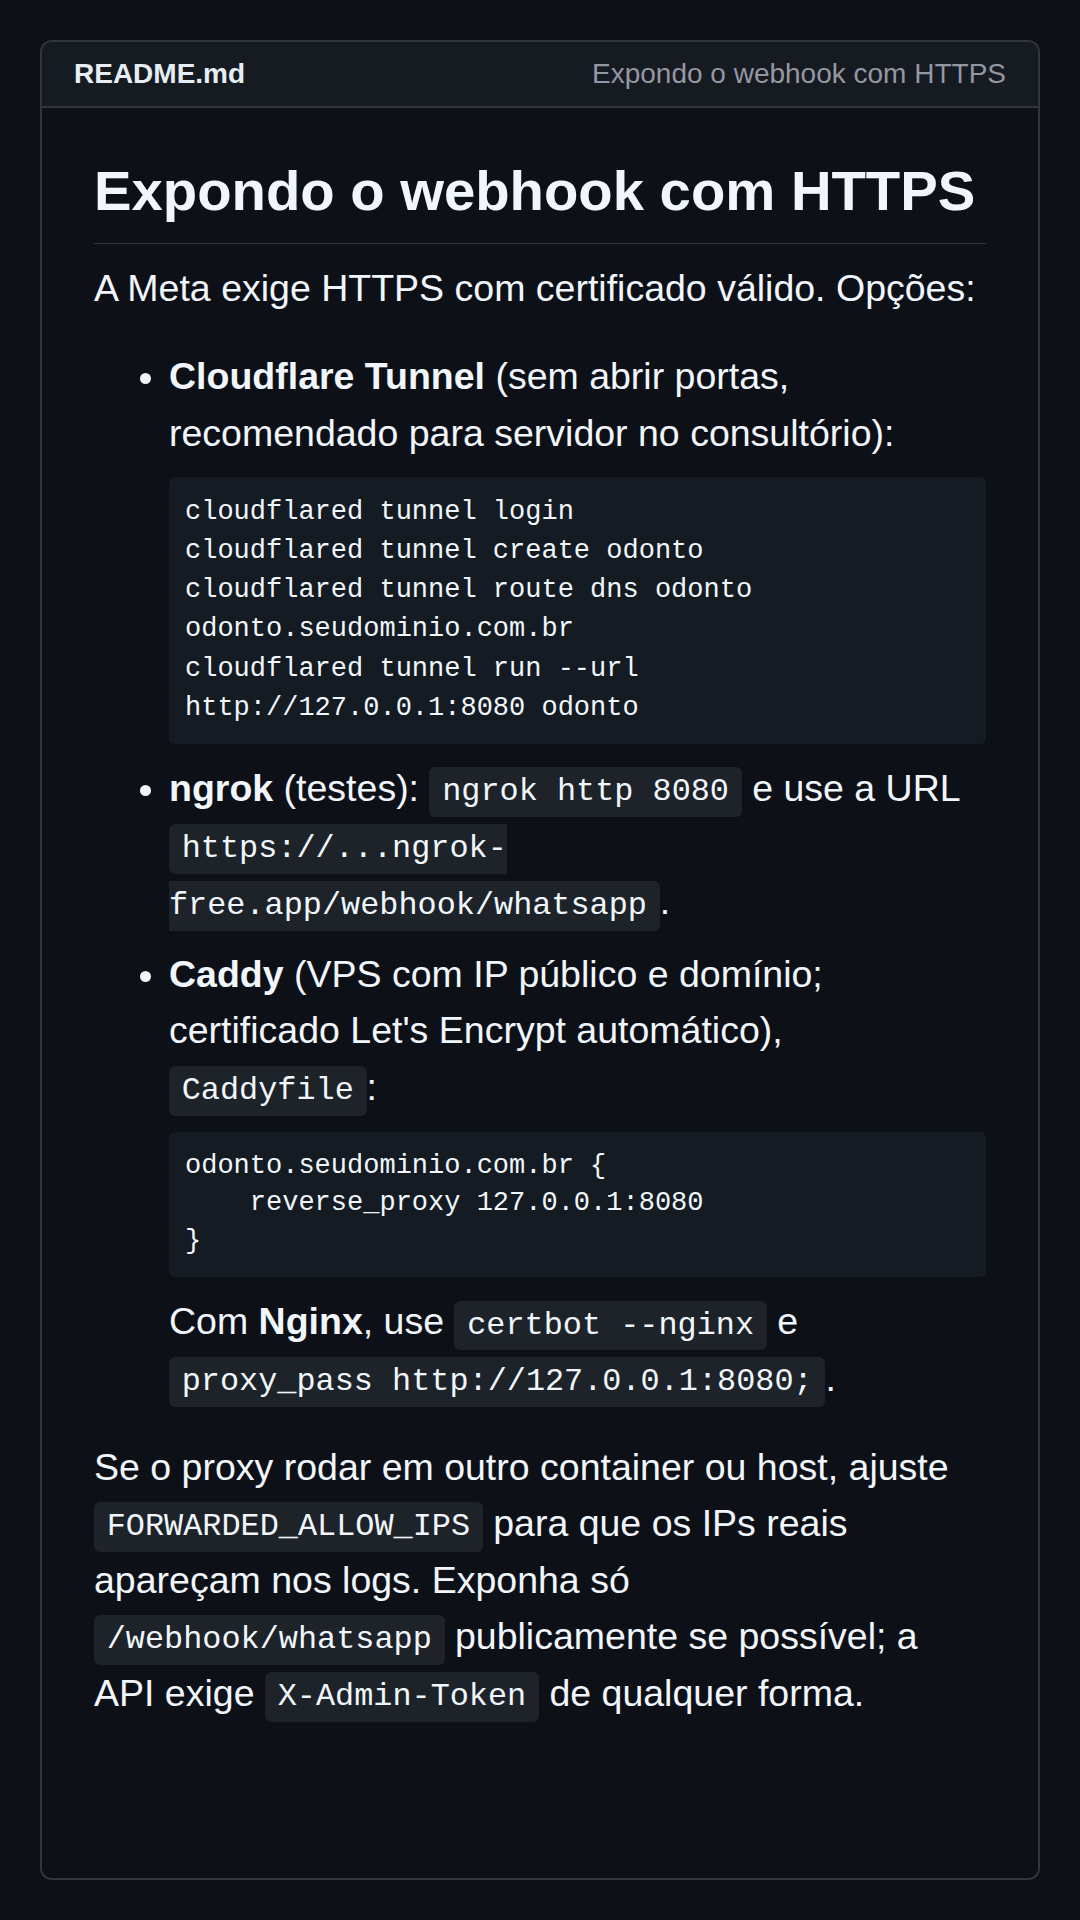 README.md
Expondo o webhook com HTTPS
Expondo o webhook com HTTPS
A Meta exige HTTPS com certificado válido. Opções:
Cloudflare Tunnel (sem abrir portas,
recomendado para servidor no consultório):
cloudflared tunnel login
cloudflared tunnel create odonto
cloudflared tunnel route dns odonto
odonto.seudominio.com.br
cloudflared tunnel run --url
http://127.0.0.1:8080 odonto
ngrok (testes): ngrok http 8080 e use a URL
https://...ngrok-
free.app/webhook/whatsapp.
Caddy (VPS com IP público e domínio;
certificado Let's Encrypt automático),
Caddyfile:
odonto.seudominio.com.br {
    reverse_proxy 127.0.0.1:8080
}
Com Nginx, use certbot --nginx e
proxy_pass http://127.0.0.1:8080;.
Se o proxy rodar em outro container ou host, ajuste
FORWARDED_ALLOW_IPS para que os IPs reais
apareçam nos logs. Exponha só
/webhook/whatsapp publicamente se possível; a
API exige X-Admin-Token de qualquer forma.